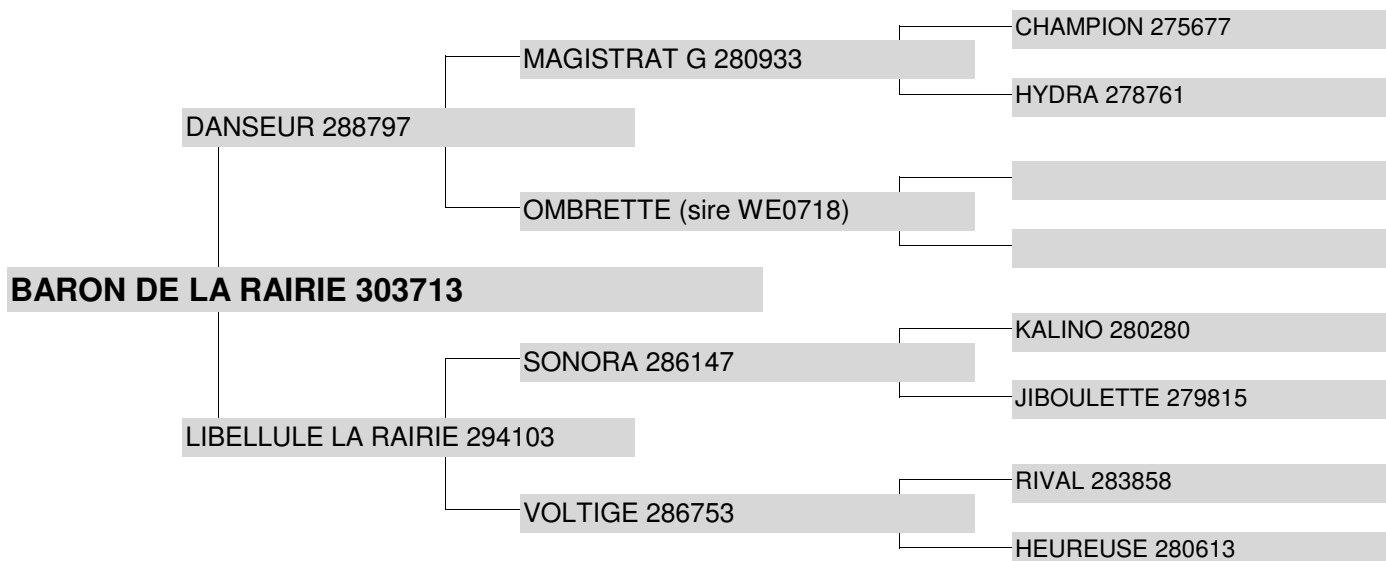 CHAMPION 275677
MAGISTRAT G 280933
HYDRA 278761
DANSEUR 288797
OMBRETTE (sire WE0718)
BARON DE LA RAIRIE 303713
KALINO 280280
SONORA 286147
JIBOULETTE 279815
LIBELLULE LA RAIRIE 294103
RIVAL 283858
VOLTIGE 286753
HEUREUSE 280613